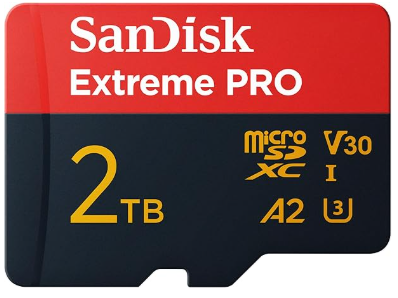 SanDisk
Extreme PRO
2TB
micro
SD
XC
V30
I
A2
3